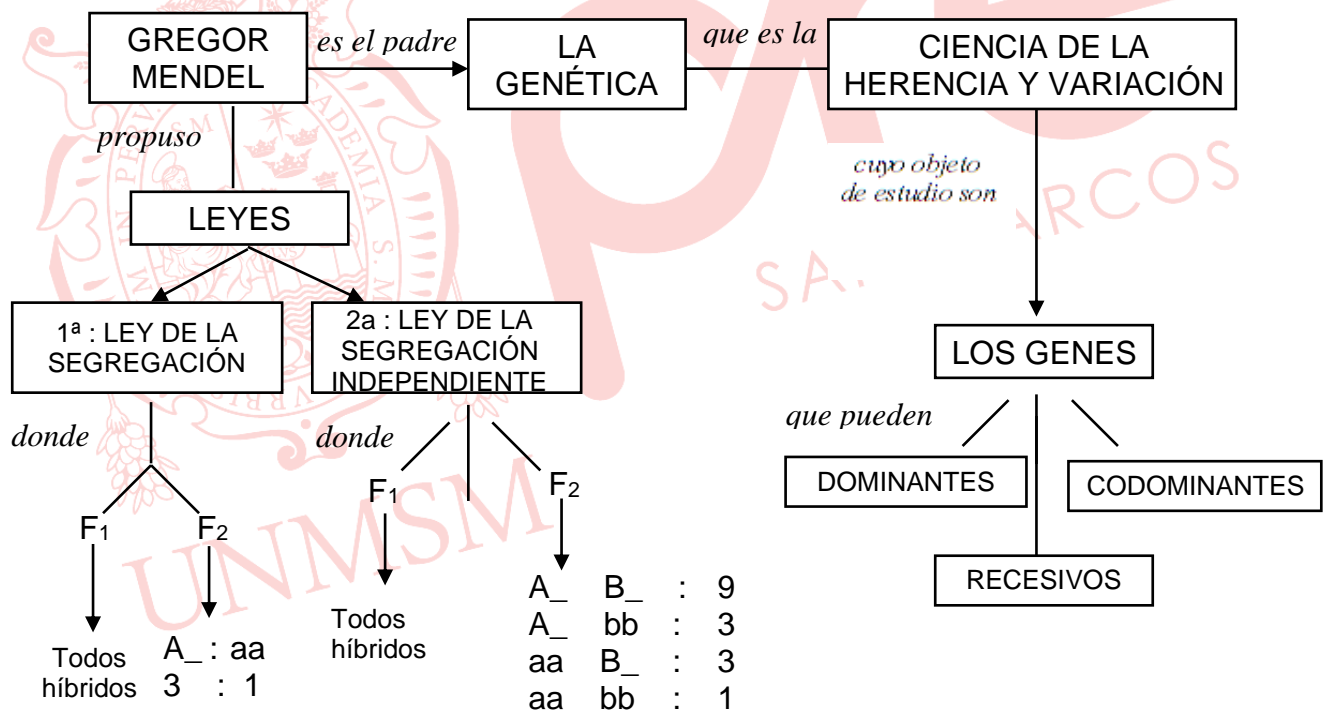 GREGOR
MENDEL
es el padre
LA
GENÉTICA
que es la
CIENCIA DE LA
HERENCIA Y VARIACIÓN
propuso
LEYES
cuyo objeto
de estudio son
1ª : LEY DE LA
SEGREGACIÓN
2a : LEY DE LA
SEGREGACIÓN
INDEPENDIENTE
LOS GENES
donde
donde
que pueden
F1
F2
F1
F2
DOMINANTES
CODOMINANTES
RECESIVOS
Todos
híbridos
A_ : aa
3 : 1
Todos
híbridos
A_ B_ : 9
A_ bb : 3
aa B_ : 3
aa bb : 1
UNMSM